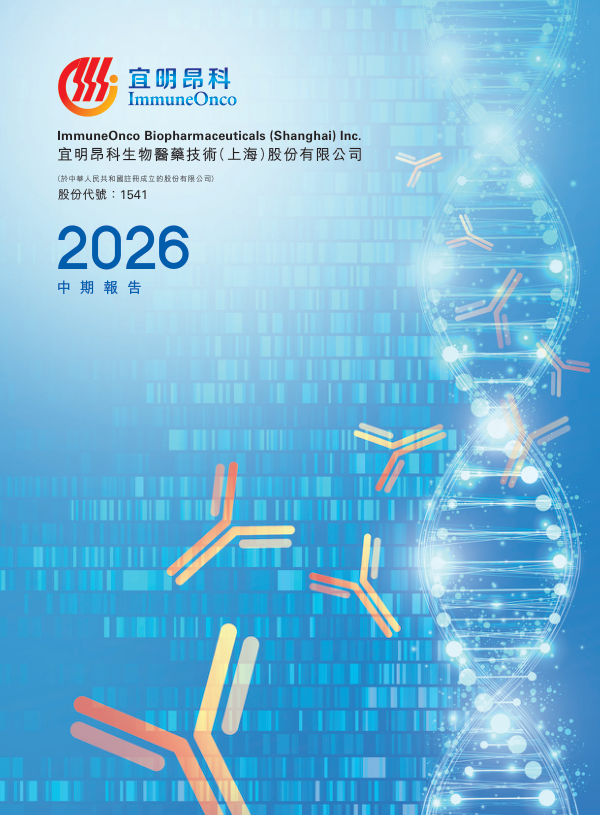 宜明昂科
ImmuneOnco
ImmuneOnco Biopharmaceuticals (Shanghai) Inc.
宜明昂科生物醫藥技術(上海)股份有限公司
(於中華人民共和國註冊成立的股份有限公司)
股份代號：1541
2026
中期報告